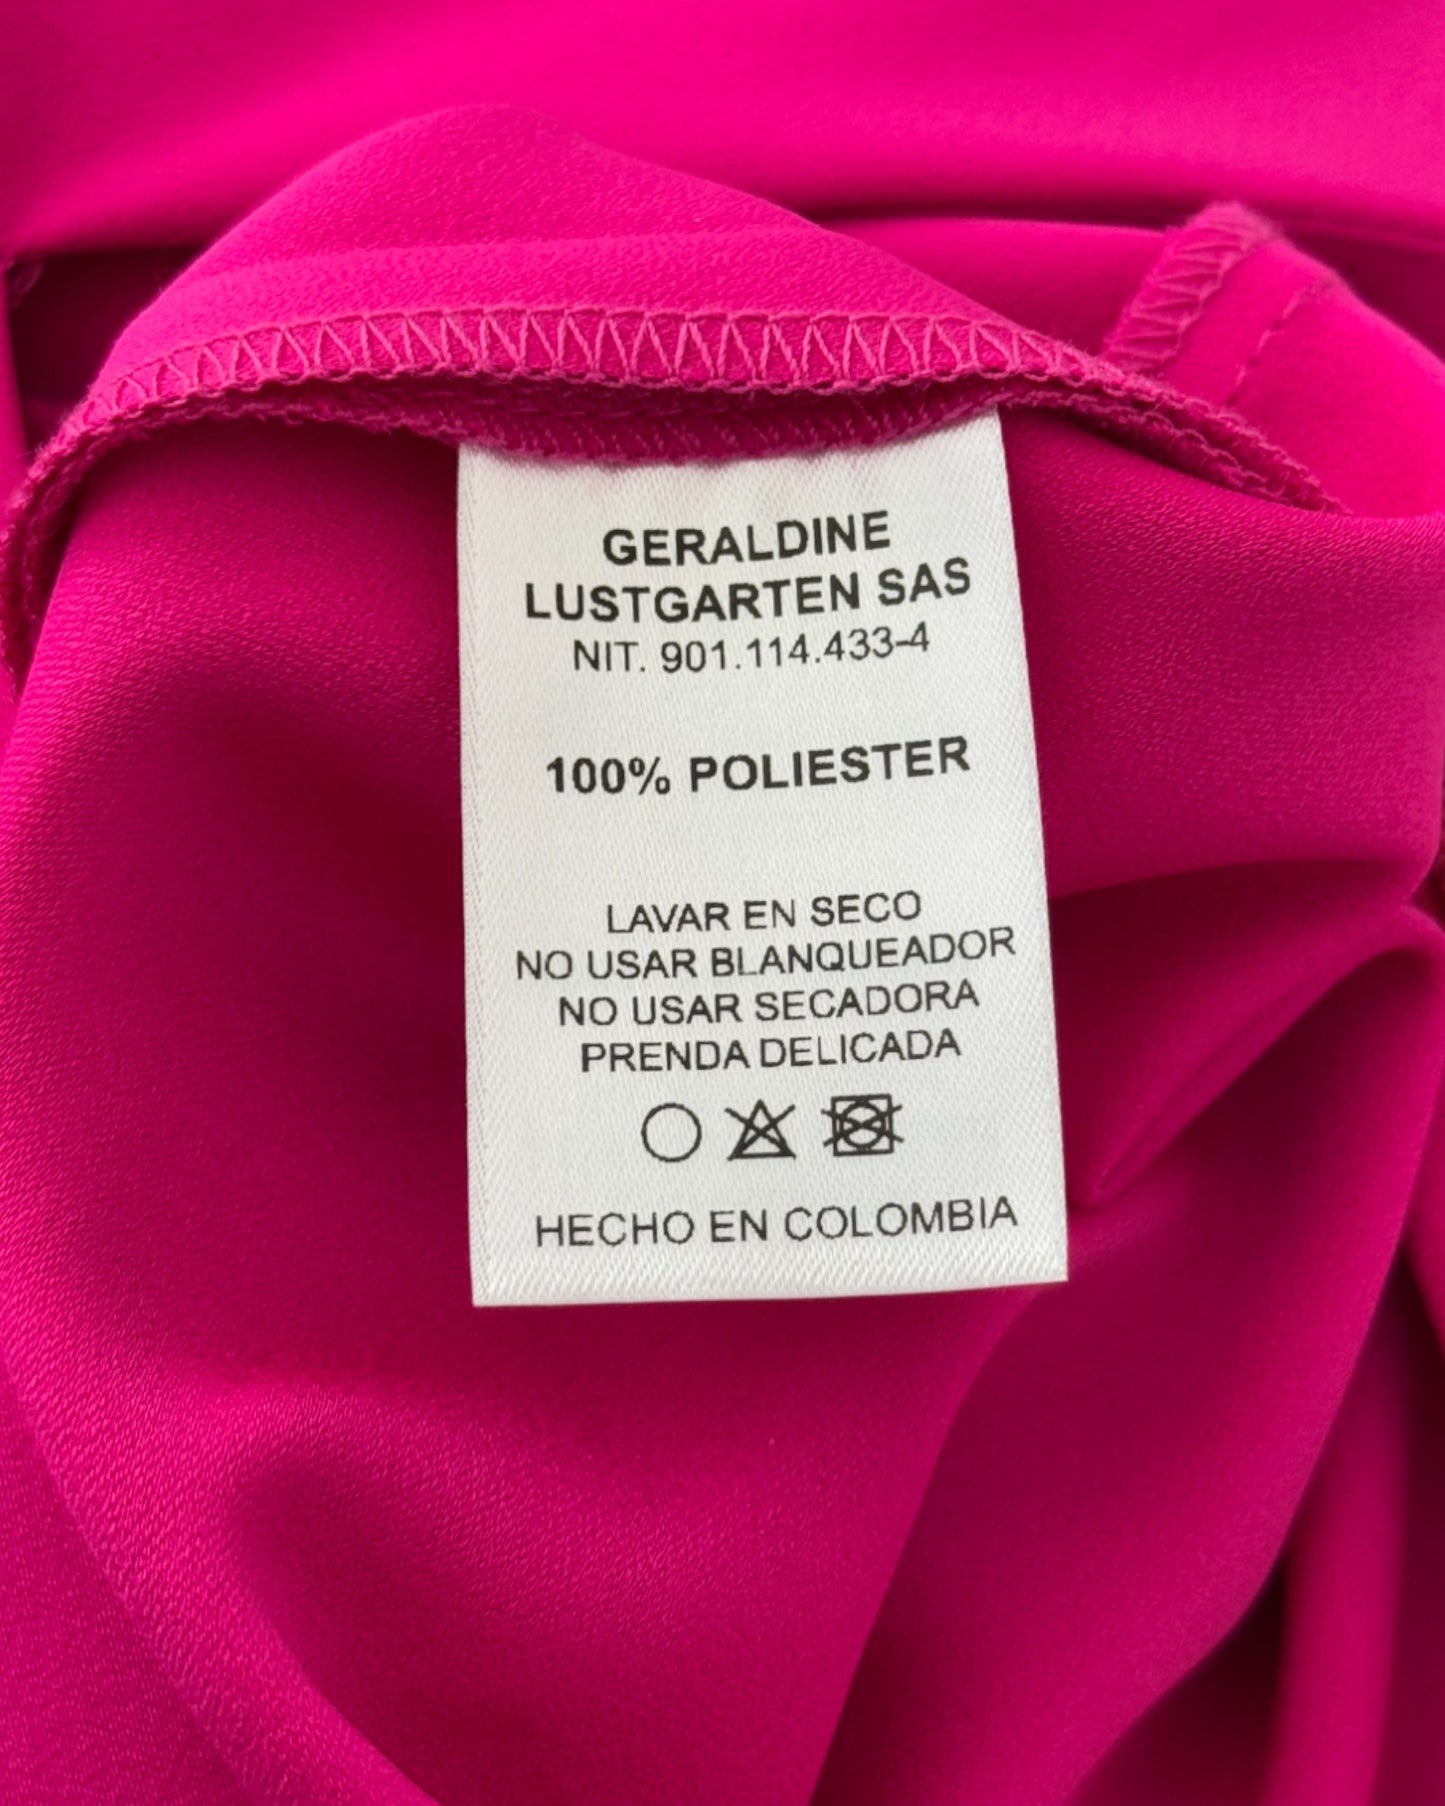 GERALDINE
LUSTGARTEN SAS
NIT. 901.114.433-4
100% POLIESTER
LAVAR EN SECO
NO USAR BLANQUEADOR
NO USAR SECADORA
PRENDA DELICADA
HECHO EN COLOMBIA